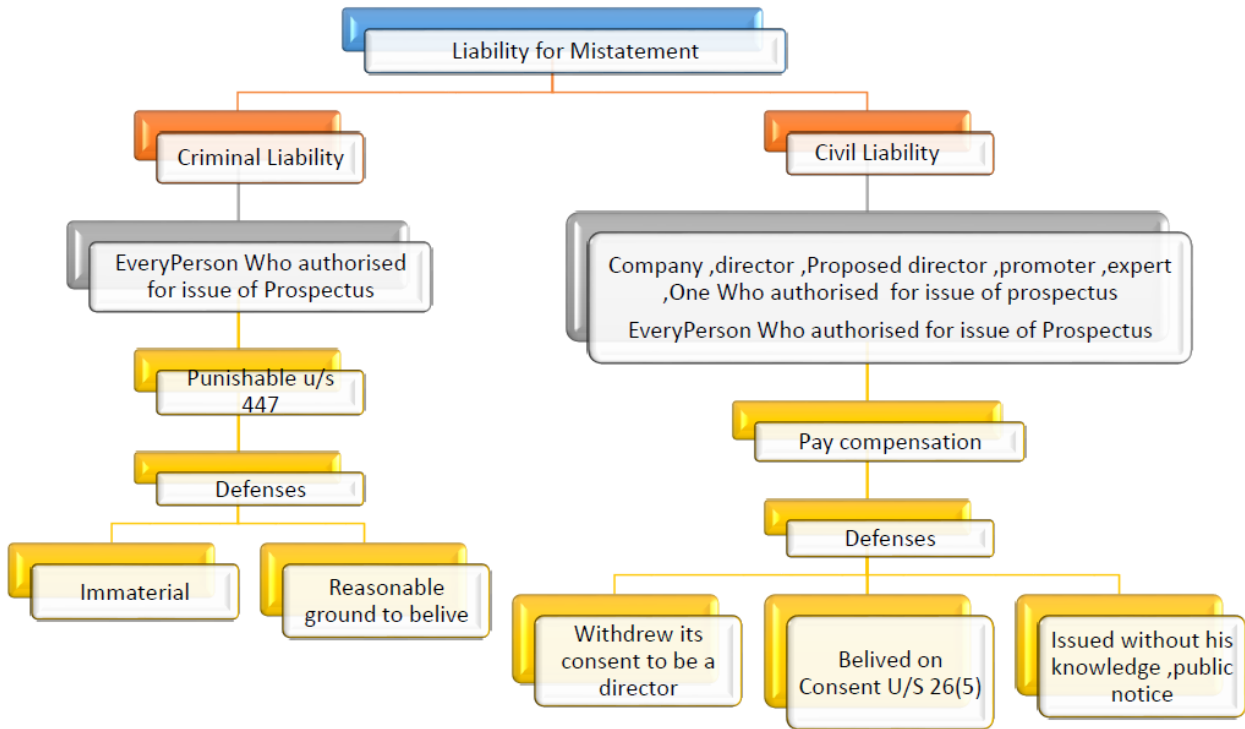 Liability for Mistatement
Criminal Liability
Civil Liability
EveryPerson Who authorised
for issue of Prospectus
Company ,director ,Proposed director ,promoter ,expert
,One Who authorised for issue of prospectus
EveryPerson Who authorised for issue of Prospectus
Punishable u/s
447
Pay compensation
Defenses
Defenses
Immaterial
Reasonable
ground to belive
Withdrew its
consent to be a
director
Belived on
Consent U/S 26(5)
Issued without his
knowledge ,public
notice